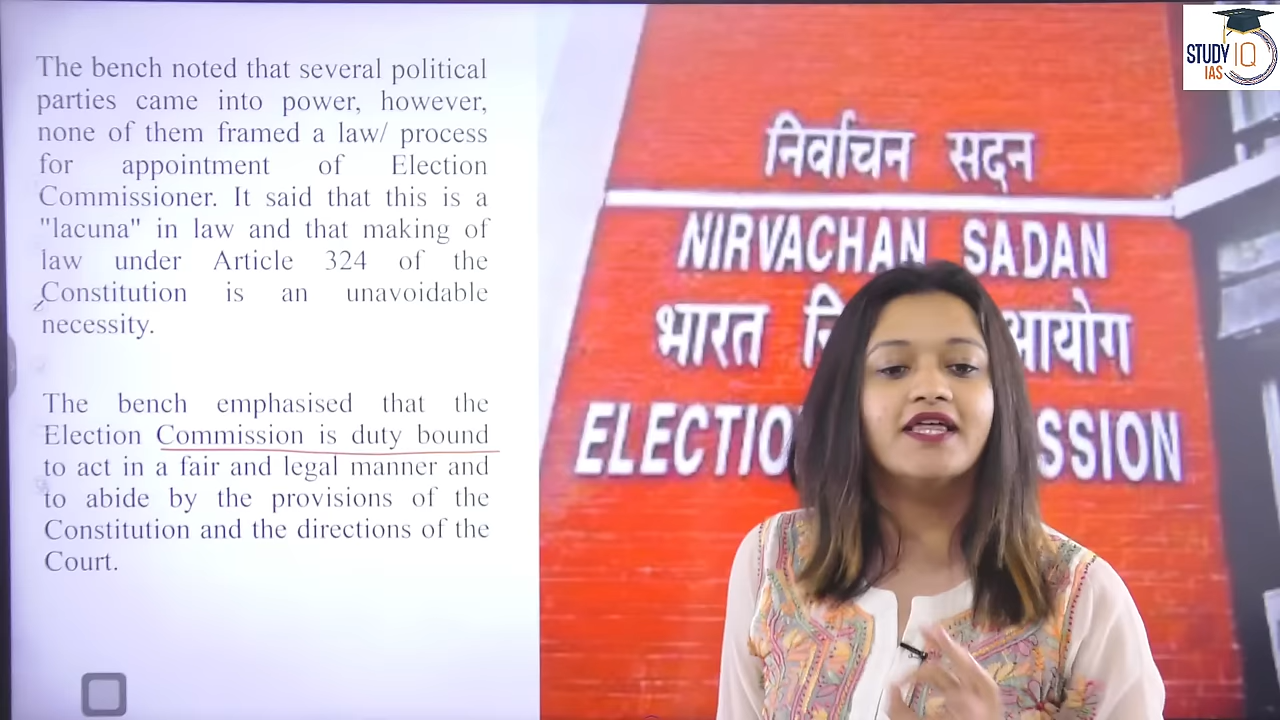 The bench noted that several political
parties came into power, however,
none of them framed a law/ process
for appointment of Election
Commissioner. It said that this is a
"lacuna" in law and that making of
law under Article 324 of the
Constitution is an unavoidable
necessity.
The bench emphasised that the
Election Commission is duty bound
to act in a fair and legal manner and
to abide by the provisions of the
Constitution and the directions of the
Court.
निर्वाचन सदन
NIRVACHAN SADAN
भारत आयोग
STUDY IQ
IAS